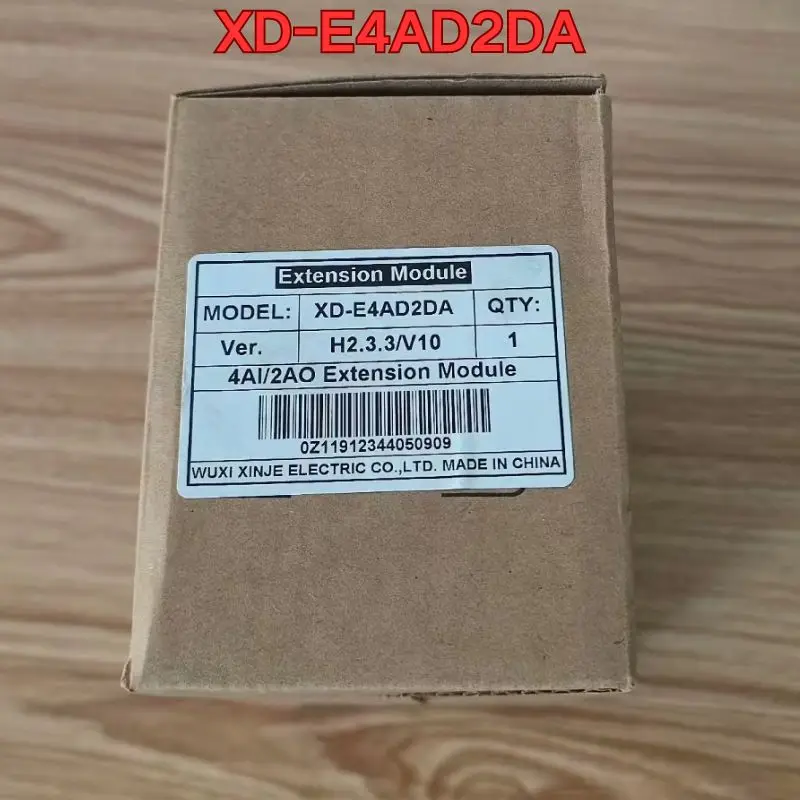 XD-E4AD2DA
Extension Module
MODEL: XD-E4AD2DA QTY:
Ver. H2.3.3/V10 1
4AI/2AO Extension Module
0Z11912344050909
WUXI XINJE ELECTRIC CO.,LTD. MADE IN CHINA